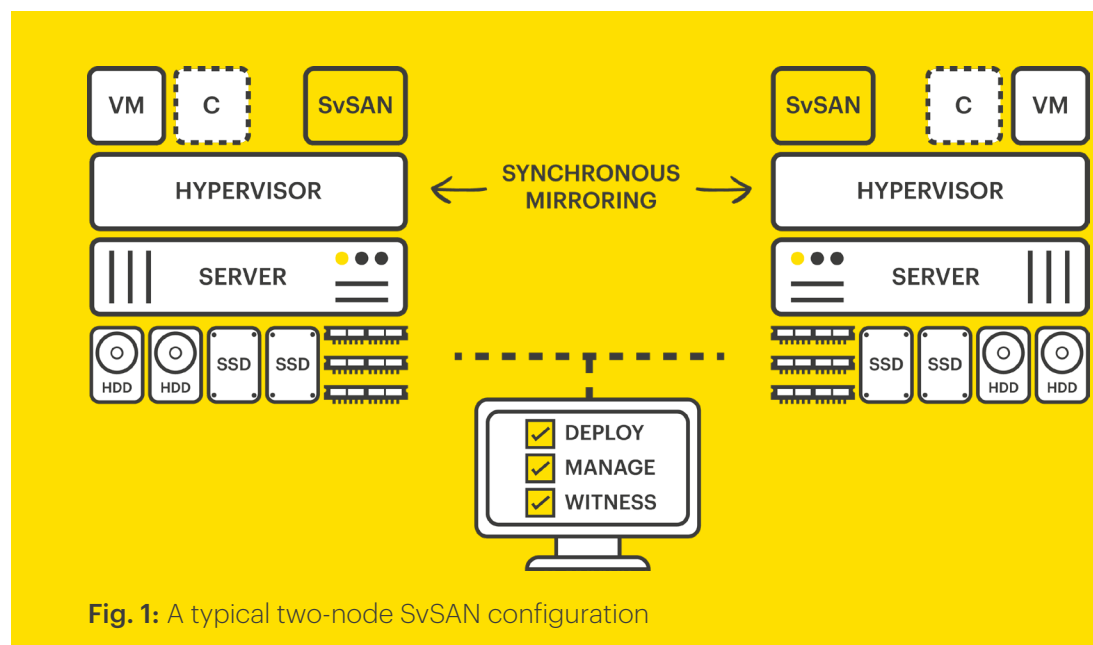 VM C SvSAN
SvSAN C VM
HYPERVISOR
SYNCHRONOUS
MIRRORING
HYPERVISOR
SERVER
SERVER
HDD HDD SSD SSD
SSD SSD HDD HDD
DEPLOY
MANAGE
WITNESS
Fig. 1: A typical two-node SvSAN configuration